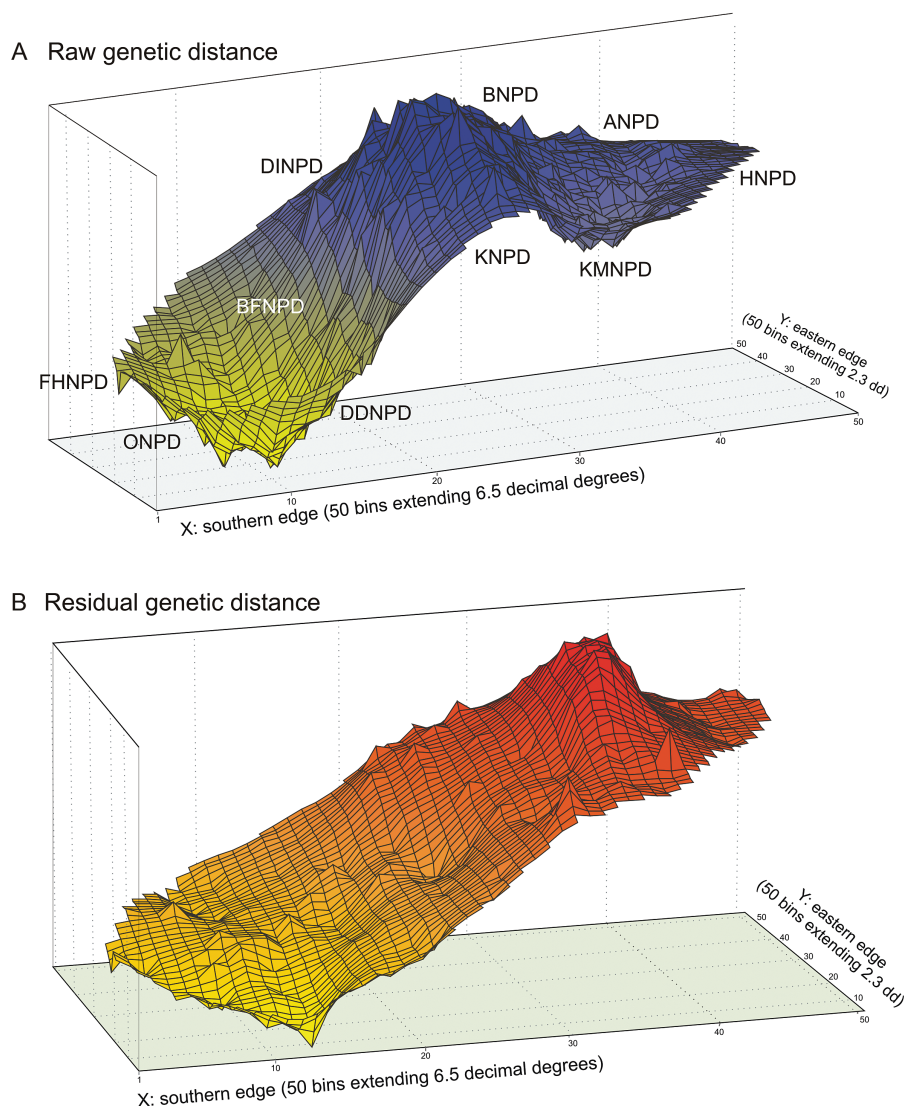 A Raw genetic distance
BNPD
ANPD
DINPD
HNPD
KNPD
KMNPD
BFNPD
Y: eastern edge
(50 bins extending 2.3 dd)
50
40
30
20
10
FHNPD
DDNPD
ONPD
50
40
30
20
10
1
X: southern edge (50 bins extending 6.5 decimal degrees)
B Residual genetic distance
Y: eastern edge
(50 bins extending 2.3 dd)
50
40
30
20
10
50
40
30
20
10
1
X: southern edge (50 bins extending 6.5 decimal degrees)